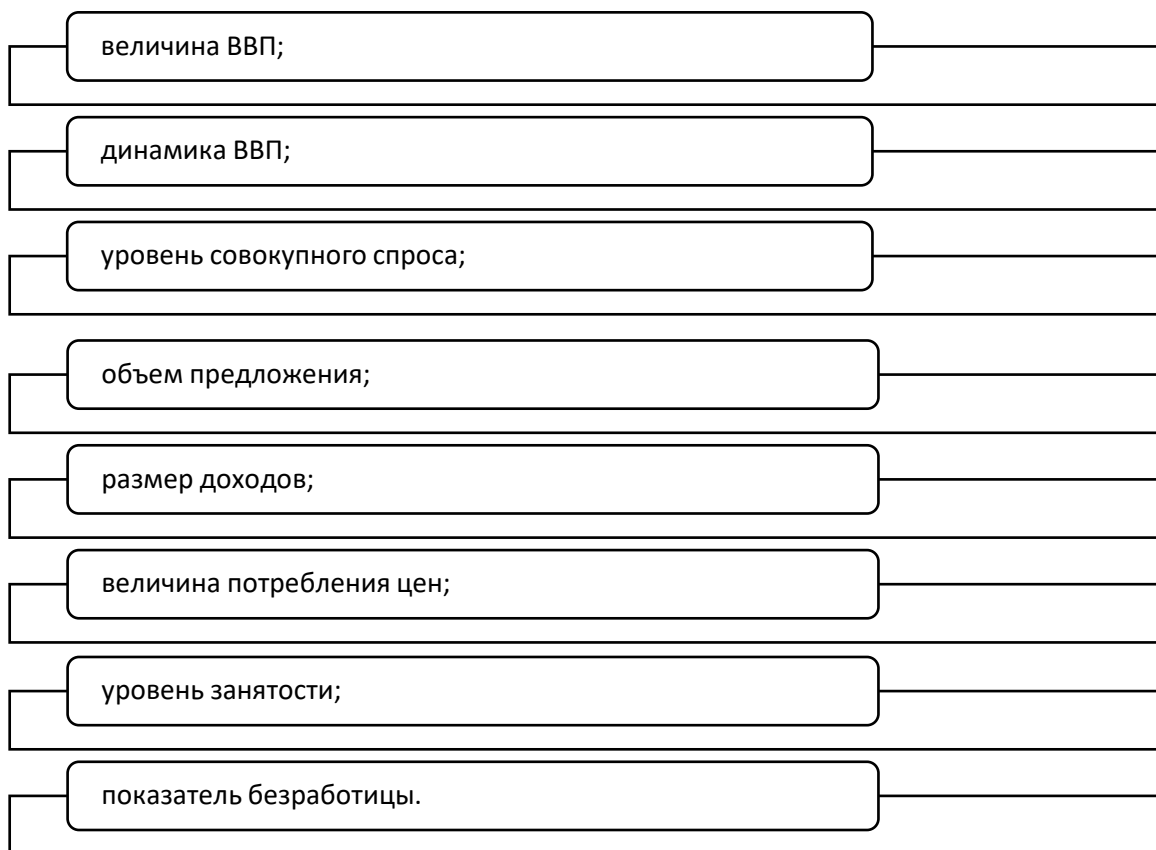 величина ВВП;
динамика ВВП;
уровень совокупного спроса;
объем предложения;
размер доходов;
величина потребления цен;
уровень занятости;
показатель безработицы.